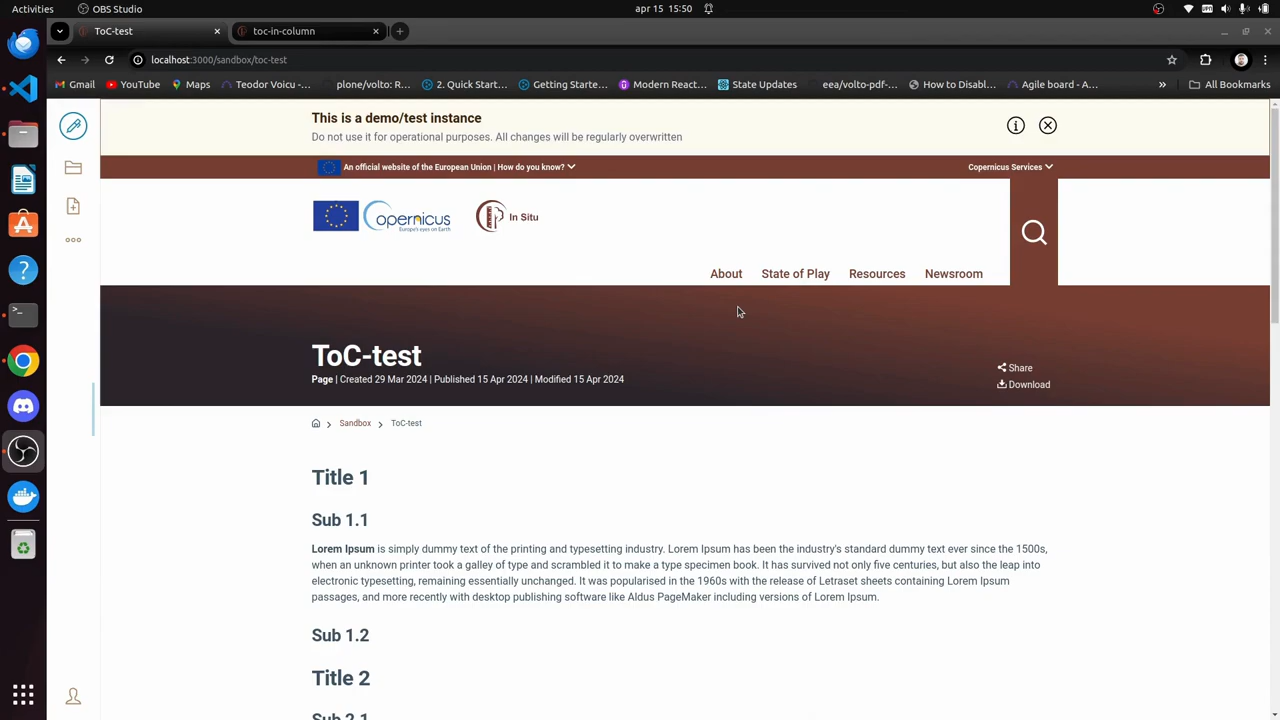 Activities
OBS Studio
apr 15 15:50
ToC-test
toc-in-column
localhost:3000/sandbox/toc-test
Gmail
YouTube
Maps
Teodor Voicu -...
plone/volto: R...
2. Quick Start...
Getting Starte...
Modern React...
State Updates
eea/volto-pdf-...
How to Disabl...
Agile board - A...
All Bookmarks
This is a demo/test instance
Do not use it for operational purposes. All changes will be regularly overwritten
An official website of the European Union | How do you know?
Copernicus Services
opernicus
Europe's eyes on Earth
In Situ
About
State of Play
Resources
Newsroom
ToC-test
Page | Created 29 Mar 2024 | Published 15 Apr 2024 | Modified 15 Apr 2024
Share
Download
Sandbox
ToC-test
Title 1
Sub 1.1
Lorem Ipsum is simply dummy text of the printing and typesetting industry. Lorem Ipsum has been the industry's standard dummy text ever since the 1500s,
when an unknown printer took a galley of type and scrambled it to make a type specimen book. It has survived not only five centuries, but also the leap into
electronic typesetting, remaining essentially unchanged. It was popularised in the 1960s with the release of Letraset sheets containing Lorem Ipsum
passages, and more recently with desktop publishing software like Aldus PageMaker including versions of Lorem Ipsum.
Sub 1.2
Title 2
Sub 2.1